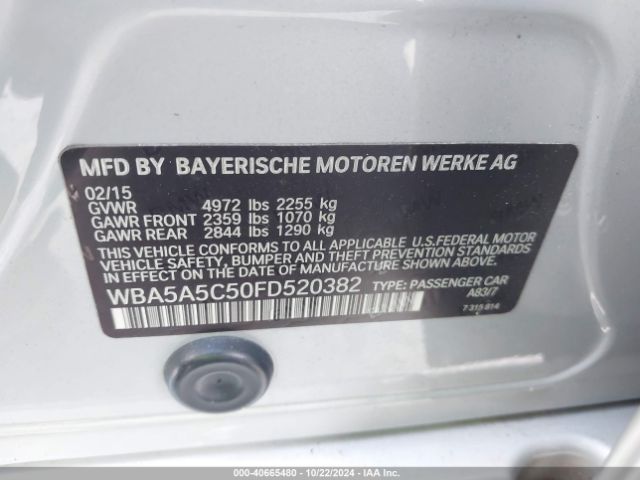 MFD BY BAYERISCHE MOTOREN WERKE AG
02/15
GVWR 4972 lbs 2255 kg
GAWR FRONT 2359 lbs 1070 kg
GAWR REAR 2844 lbs 1290 kg
THIS VEHICLE CONFORMS TO ALL APPLICABLE U.S.FEDERAL MOTOR
VEHICLE SAFETY, BUMPER AND THEFT PREVENTION STANDARDS
IN EFFECT ON THE DATE OF MANUFACTURE SHOWN ABOVE.
WBA5A5C50FD520382 TYPE: PASSENGER CAR
A83/7
7 315 814
000-40665480 - 10/22/2024 - IAA Inc.